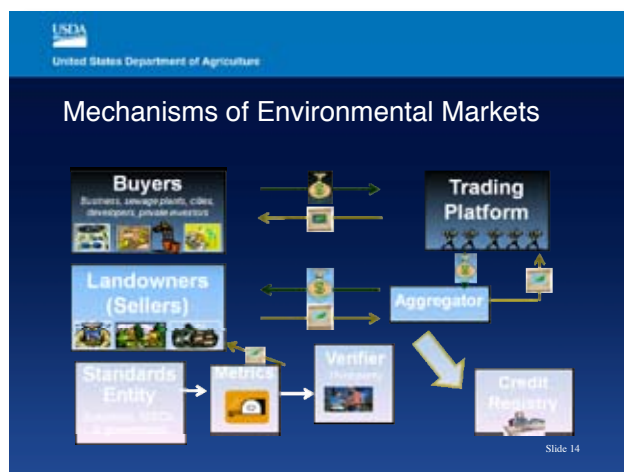 USDA
United States Department of Agriculture
Mechanisms of Environmental Markets
Buyers
Business, sewage plants, cities,
developers, private investors
Trading
Platform
Landowners
(Sellers)
Aggregator
Standards
Entity
Metrics
Verifier
Credit
Registry
Slide 14